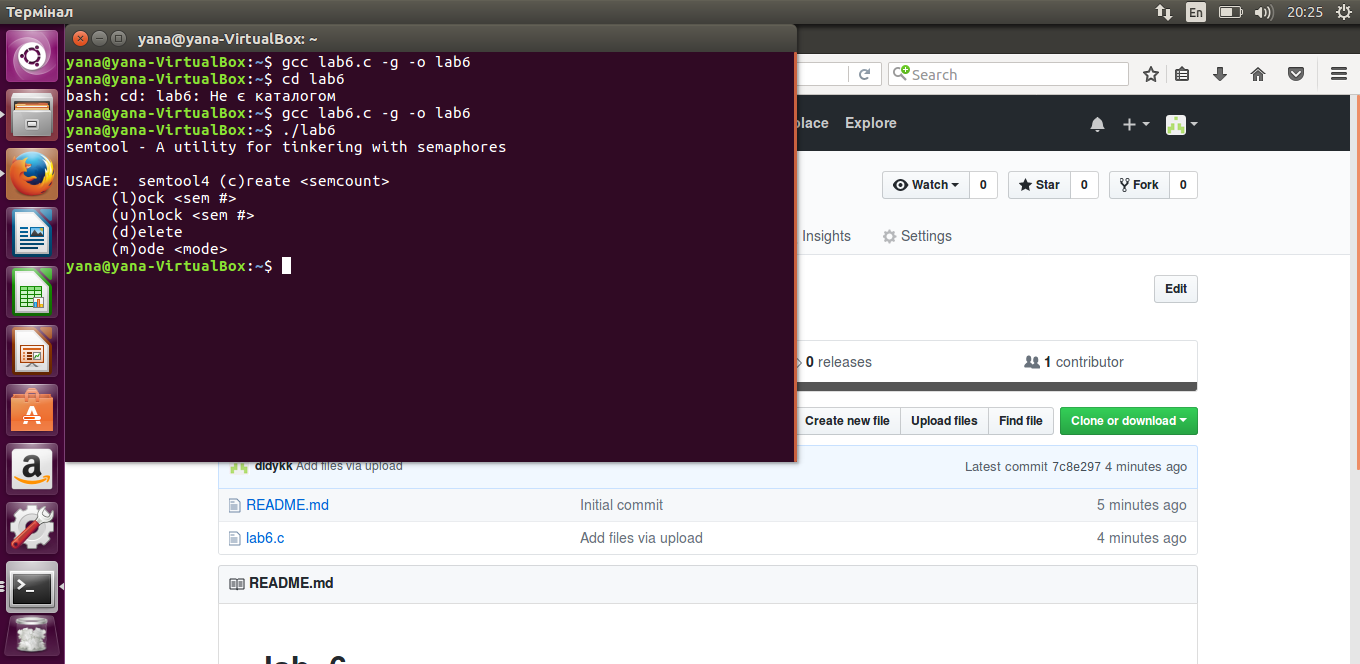 Термінал
En
20:25
yana@yana-VirtualBox: ~
yana@yana-VirtualBox:~$ gcc lab6.c -g -o lab6
yana@yana-VirtualBox:~$ cd lab6
bash: cd: lab6: Не є каталогом
yana@yana-VirtualBox:~$ gcc lab6.c -g -o lab6
yana@yana-VirtualBox:~$ ./lab6
semtool - A utility for tinkering with semaphores
USAGE: semtool4 (c)reate <semcount>
(l)ock <sem #>
(u)nlock <sem #>
(d)elete
(m)ode <mode>
yana@yana-VirtualBox:~$
Search
place Explore
Watch 0 Star 0 Fork 0
Insights Settings
Edit
0 releases 1 contributor
Create new file Upload files Find file Clone or download
didykk Add files via upload Latest commit 7c8e297 4 minutes ago
README.md Initial commit 5 minutes ago
lab6.c Add files via upload 4 minutes ago
README.md